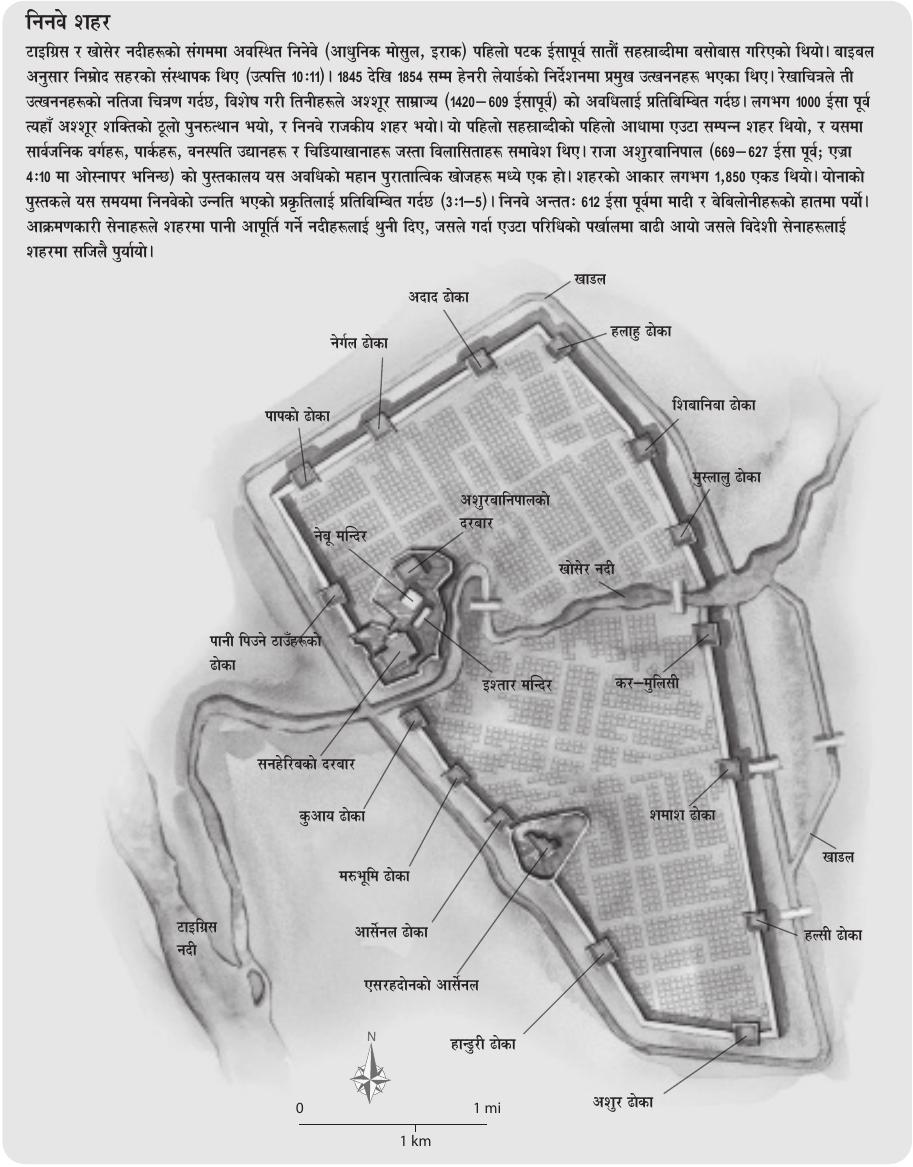 निनवे शहर
टाइग्रिस र खोसेर नदीहरूको संगममा अवस्थित निनेवे (आधुनिक मोसुल, इराक) पहिलो पटक ईसापूर्व सातौं सहस्राब्दीमा बसोबास गरिएको थियो। बाइबल
अनुसार निम्रोद सहरको संस्थापक थिए (उत्पत्ति 10:11)। 1845 देखि 1854 सम्म हेनरी लेयार्डको निर्देशनमा प्रमुख उत्खननहरू भएका थिए। रेखाचित्रले ती
उत्खननहरूको नतिजा चित्रण गर्दछ, विशेष गरी तिनीहरूले अश्शूर साम्राज्य (1420–609 ईसापूर्व) को अवधिलाई प्रतिबिम्वित गर्दछ। लगभग 1000 ईसा पूर्व
त्यहाँ अश्शूर शक्तिको ठूलो पुनरुत्थान भयो, र निनवे राजकीय शहर भयो। यो पहिलो सहस्राब्दीको पहिलो आधामा एउटा सम्पन्न शहर थियो, र यसमा
सार्वजनिक वर्गहरू, पार्कहरू, वनस्पति उद्यानहरू र चिडियाखानाहरू जस्ता विलासिताहरू समावेश थिए। राजा अशुरवानिपाल (669–627 ईसा पूर्व; एज्रा
4:10 मा ओस्नापर भनिन्छ) को पुस्तकालय यस अवधिको महान पुरातात्विक खोजहरू मध्ये एक हो। शहरको आकार लगभग 1,850 एकड थियो। योनाको
पुस्तकले यस समयमा निनवेको उन्नति भएको प्रकृतिलाई प्रतिबिम्वित गर्दछ (3:1–5)। निनवे अन्ततः 612 ईसा पूर्वमा मादी र बेबिलोनीहरूको हातमा पर्यो।
आक्रमणकारी सेनाहरूले शहरमा पानी आपूर्ति गर्ने नदीहरूलाई थुनी दिए, जसले गर्दा एउटा परिधिको पर्खालमा बाढी आयो जसले विदेशी सेनाहरूलाई
शहरमा सजिलै पुर्यायो।
खाडल
अदाद ढोका
हलाहु ढोका
नेर्गल ढोका
शिबानिबा ढोका
पापको ढोका
मुस्लालु ढोका
अशुरबानिपालको
दरबार
नेबू मन्दिर
खोसेर नदी
पानी पिउने टाउँहरूको
ढोका
इश्तार मन्दिर
कर–मुलिसी
सनहेरिबको दरबार
कुआय ढोका
शमाश ढोका
खाडल
मरुभूमि ढोका
टाइग्रिस
नदी
आर्सेनल ढोका
हल्सी ढोका
एसरहदोनको आर्सेनल
हान्डुरी ढोका
अशुर ढोका
N
0 1 mi
1 km